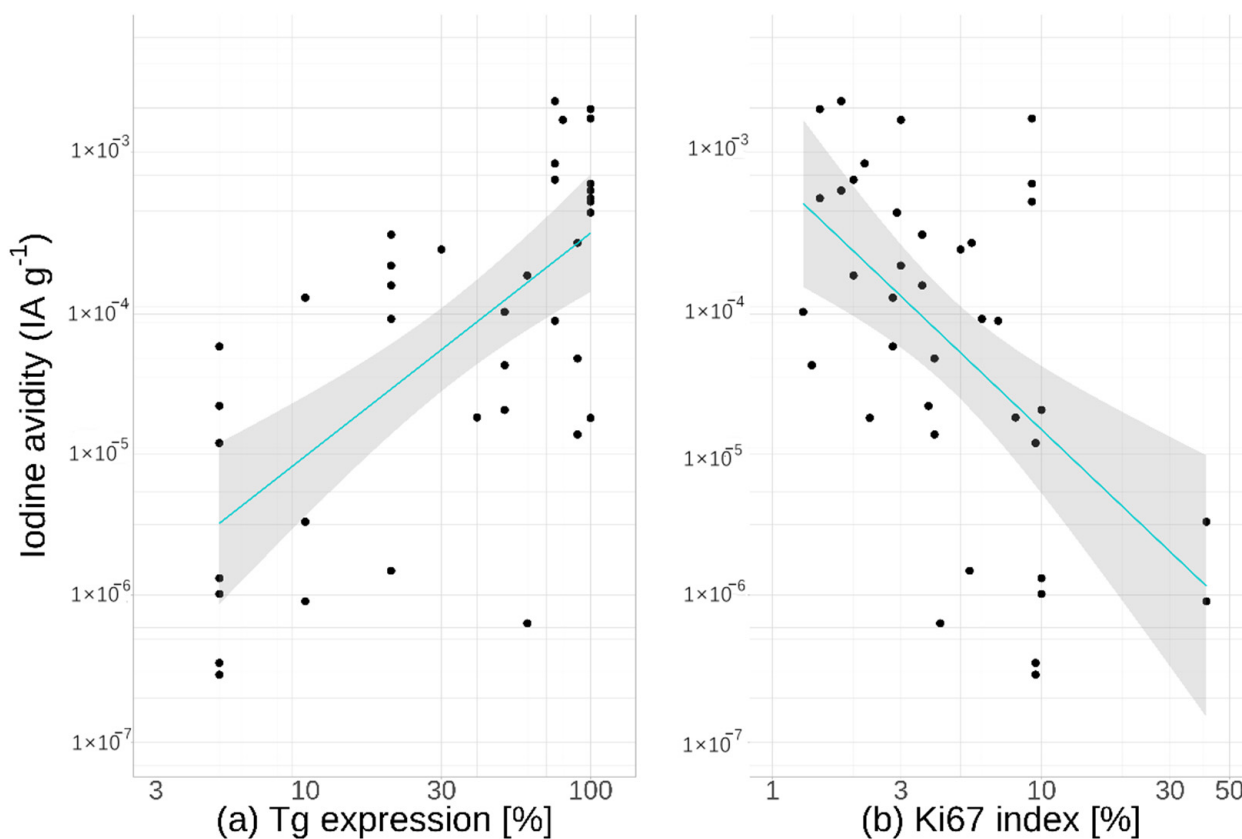 Iodine avidity (IA g⁻¹)
1×10⁻³
1×10⁻⁴
1×10⁻⁵
1×10⁻⁶
1×10⁻⁷
3 10 30 100
(a) Tg expression [%]
1×10⁻³
1×10⁻⁴
1×10⁻⁵
1×10⁻⁶
1×10⁻⁷
1 3 10 30 50
(b) Ki67 index [%]